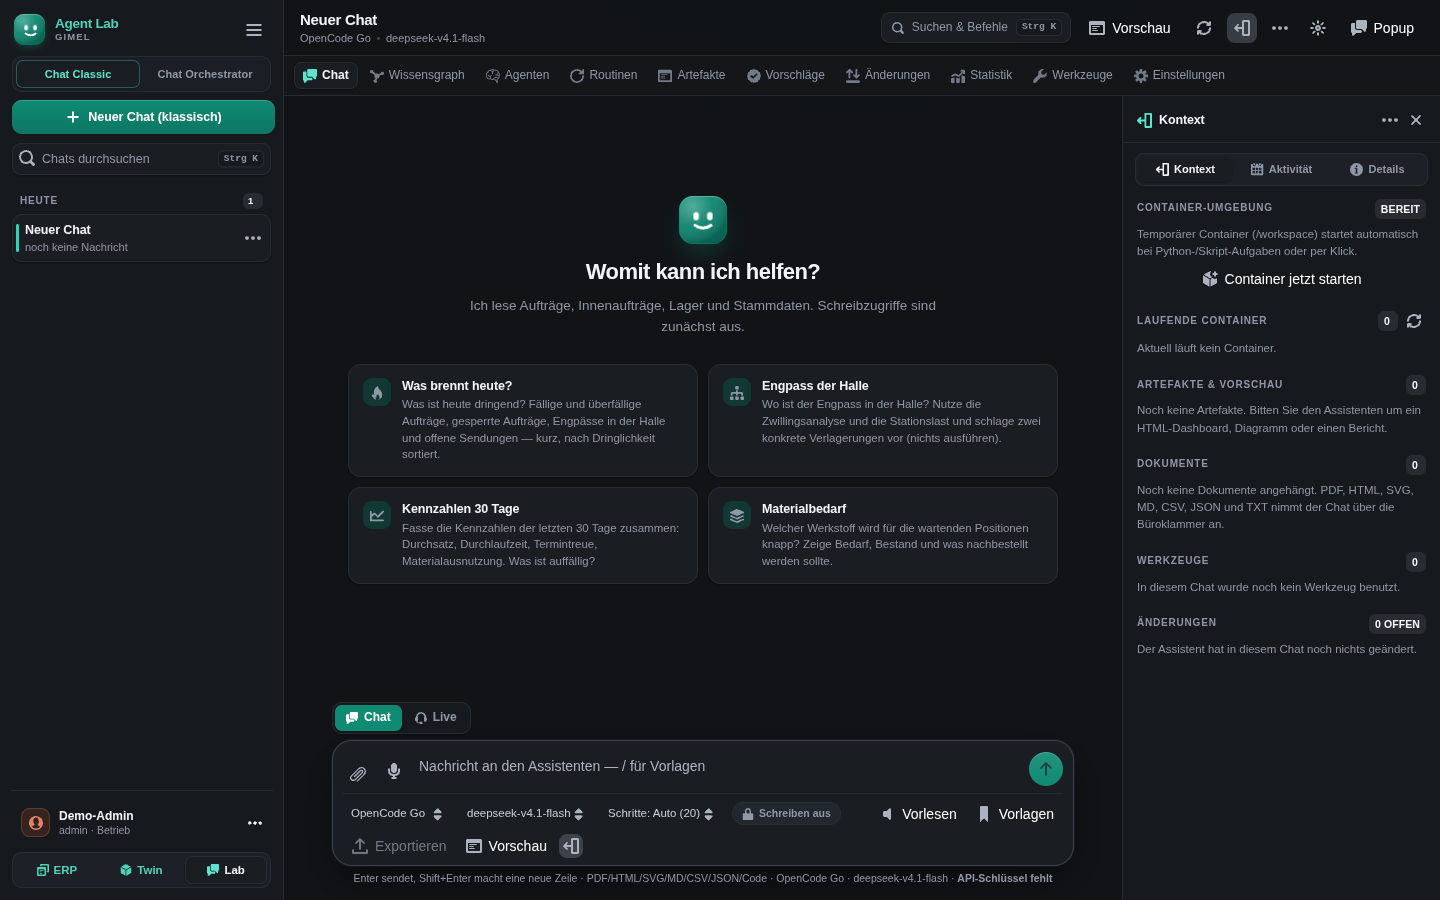 Agent Lab
GIMEL
Chat Classic
Chat Orchestrator
Neuer Chat (klassisch)
Chats durchsuchen
Strg K
HEUTE
1
Neuer Chat
noch keine Nachricht
Demo-Admin
admin · Betrieb
ERP
Twin
Lab
Neuer Chat
OpenCode Go • deepseek-v4.1-flash
Suchen & Befehle
Strg K
Vorschau
Popup
Chat
Wissensgraph
Agenten
Routinen
Artefakte
Vorschläge
Änderungen
Statistik
Werkzeuge
Einstellungen
Womit kann ich helfen?
Ich lese Aufträge, Innenaufträge, Lager und Stammdaten. Schreibzugriffe sind
zunächst aus.
Was brennt heute?
Was ist heute dringend? Fällige und überfällige
Aufträge, gesperrte Aufträge, Engpässe in der Halle
und offene Sendungen — kurz, nach Dringlichkeit
sortiert.
Engpass der Halle
Wo ist der Engpass in der Halle? Nutze die
Zwillingsanalyse und die Stationslast und schlage zwei
konkrete Verlagerungen vor (nichts ausführen).
Kennzahlen 30 Tage
Fasse die Kennzahlen der letzten 30 Tage zusammen:
Durchsatz, Durchlaufzeit, Termintreue,
Materialausnutzung. Was ist auffällig?
Materialbedarf
Welcher Werkstoff wird für die wartenden Positionen
knapp? Zeige Bedarf, Bestand und was nachbestellt
werden sollte.
Chat
Live
Nachricht an den Assistenten — / für Vorlagen
OpenCode Go
deepseek-v4.1-flash
Schritte: Auto (20)
Schreiben aus
Vorlesen
Vorlagen
Exportieren
Vorschau
Enter sendet, Shift+Enter macht eine neue Zeile · PDF/HTML/SVG/MD/CSV/JSON/Code · OpenCode Go · deepseek-v4.1-flash · API-Schlüssel fehlt
Kontext
Kontext
Aktivität
Details
CONTAINER-UMGEBUNG
BEREIT
Temporärer Container (/workspace) startet automatisch
bei Python-/Skript-Aufgaben oder per Klick.
Container jetzt starten
LAUFENDE CONTAINER
0
Aktuell läuft kein Container.
ARTEFAKTE & VORSCHAU
0
Noch keine Artefakte. Bitten Sie den Assistenten um ein
HTML-Dashboard, Diagramm oder einen Bericht.
DOKUMENTE
0
Noch keine Dokumente angehängt. PDF, HTML, SVG,
MD, CSV, JSON und TXT nimmt der Chat über die
Büroklammer an.
WERKZEUGE
0
In diesem Chat wurde noch kein Werkzeug benutzt.
ÄNDERUNGEN
0 OFFEN
Der Assistent hat in diesem Chat noch nichts geändert.